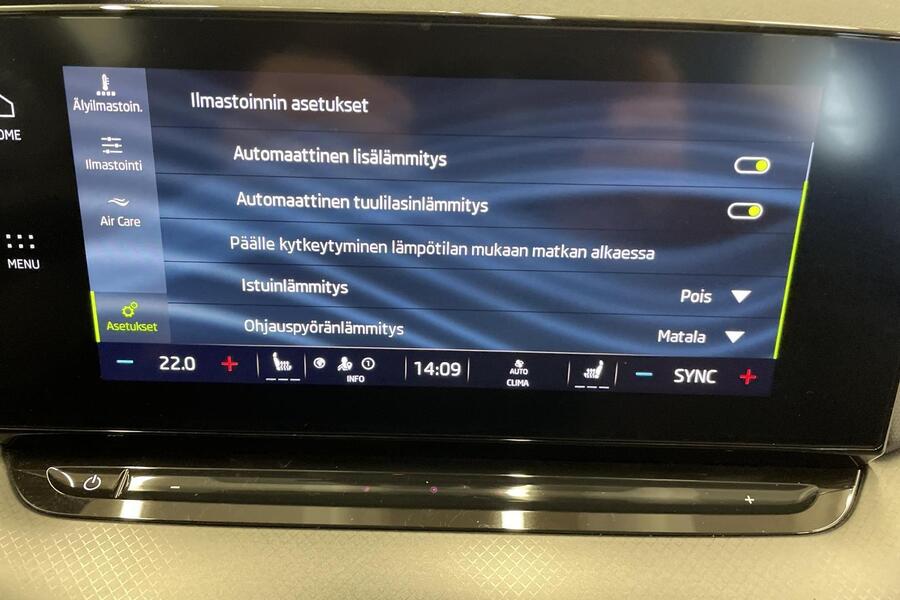 Ilmastoinnin asetukset
Älyilmastoin.
Automaattinen lisälämmitys
Ilmastointi
Automaattinen tuulilasinlämmitys
Air Care
Päälle kytkeytyminen lämpötilan mukaan matkan alkaessa
MENU
Istuinlämmitys Pois
Asetukset
Ohjauspyöränlämmitys Matala
− 22.0 + INFO 14:09 AUTO CLIMA − SYNC +
− +